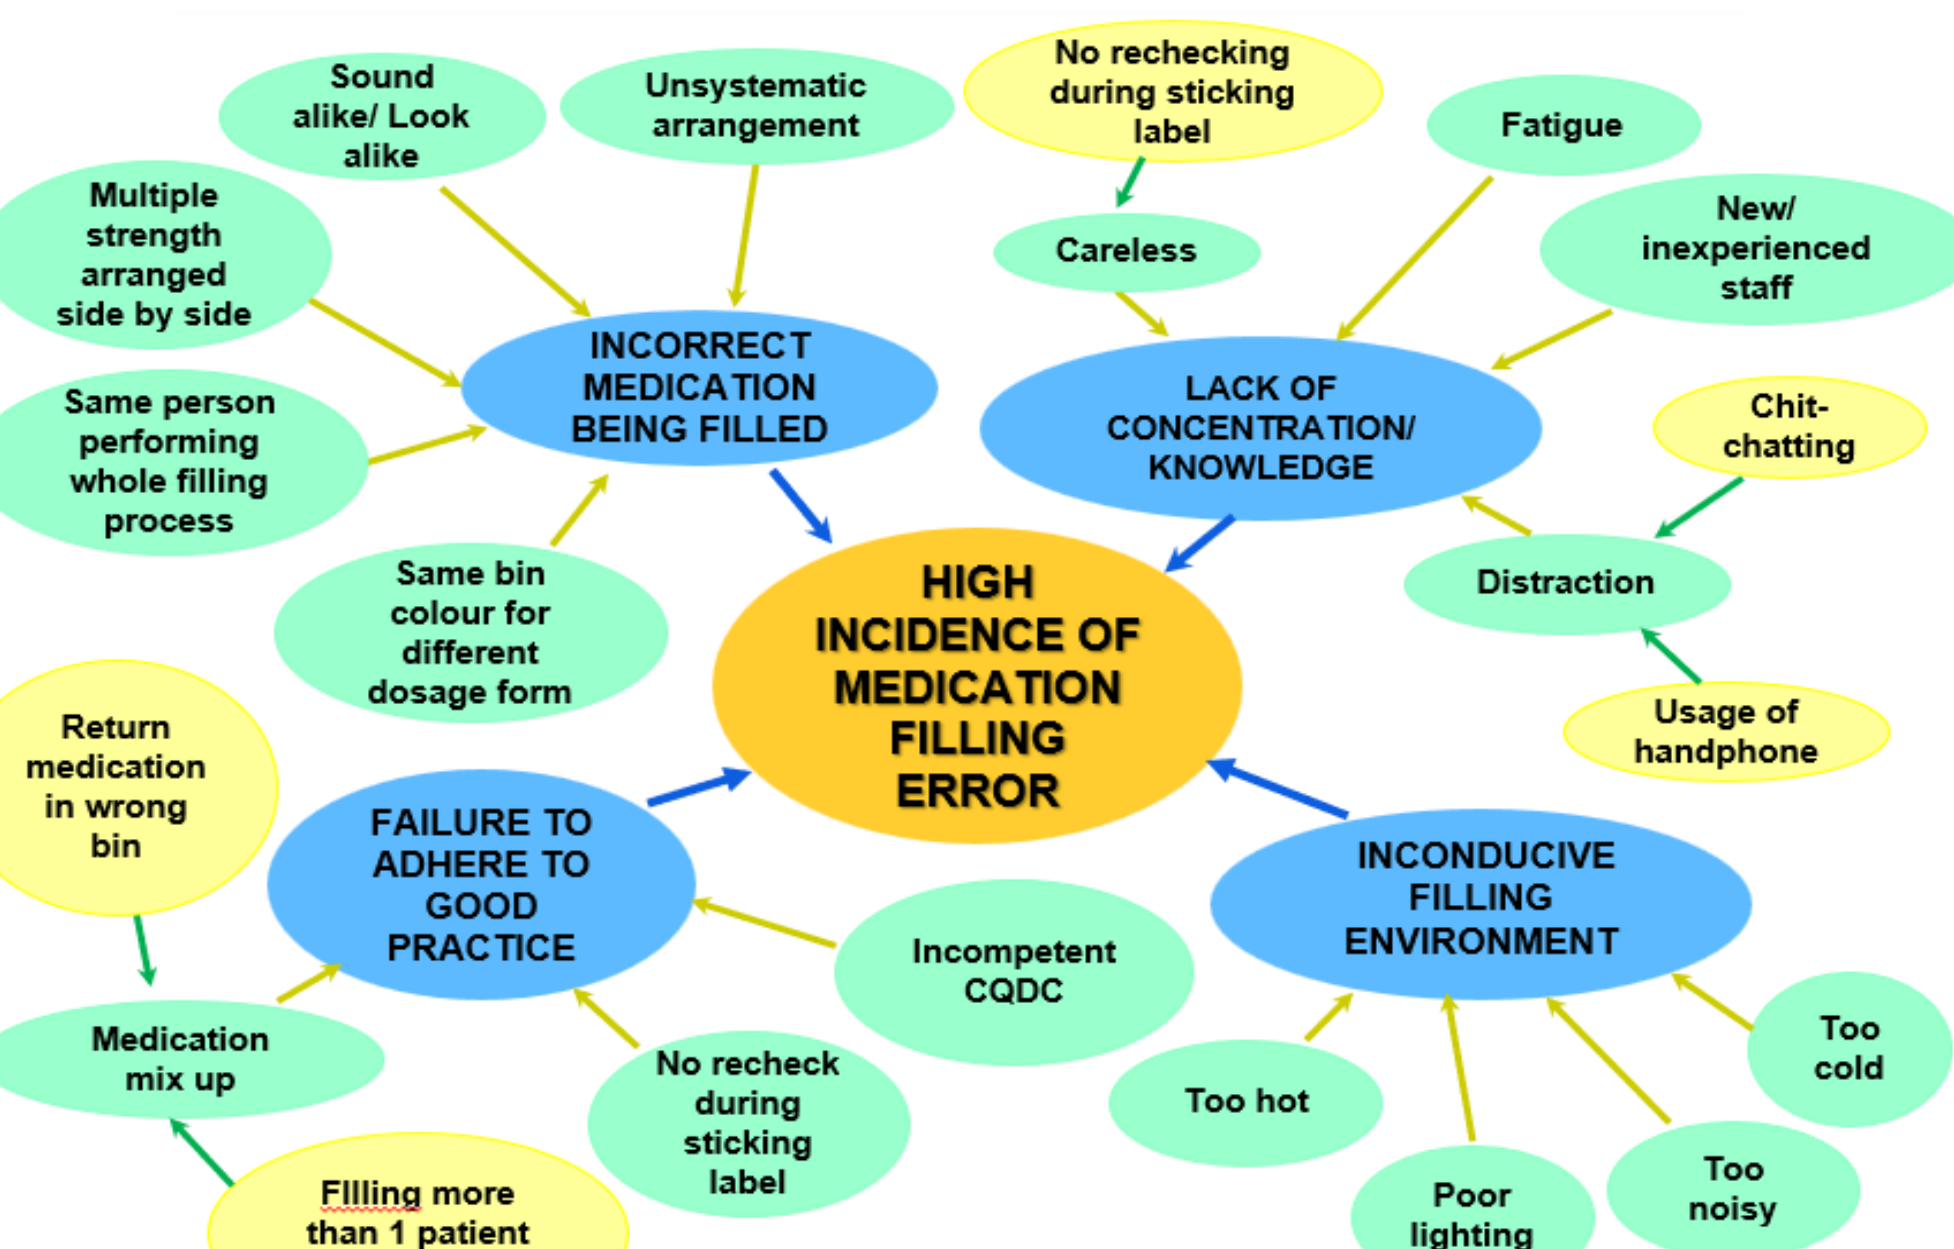 Sound
alike/ Look
alike
Unsystematic
arrangement
No rechecking
during sticking
label
Fatigue
Multiple
strength
arranged
side by side
Careless
New/
inexperienced
staff
INCORRECT
MEDICATION
BEING FILLED
LACK OF
CONCENTRATION/
KNOWLEDGE
Chit-
chatting
Same person
performing
whole filling
process
Same bin
colour for
different
dosage form
HIGH
INCIDENCE OF
MEDICATION
FILLING
ERROR
Distraction
Usage of
handphone
Return
medication
in wrong
bin
FAILURE TO
ADHERE TO
GOOD
PRACTICE
INCONDUCIVE
FILLING
ENVIRONMENT
Incompetent
CQDC
Medication
mix up
No recheck
during
sticking
label
Too hot
Too
cold
FIlling more
than 1 patient
Poor
lighting
Too
noisy